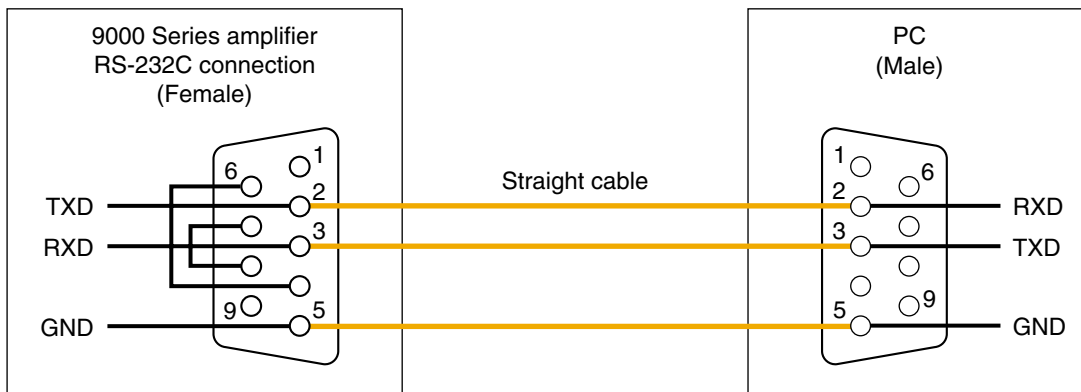 9000 Series amplifier
RS-232C connection
(Female)
6
1
2
3
9
5
TXD
RXD
GND
Straight cable
PC
(Male)
1
6
2
3
5
9
RXD
TXD
GND